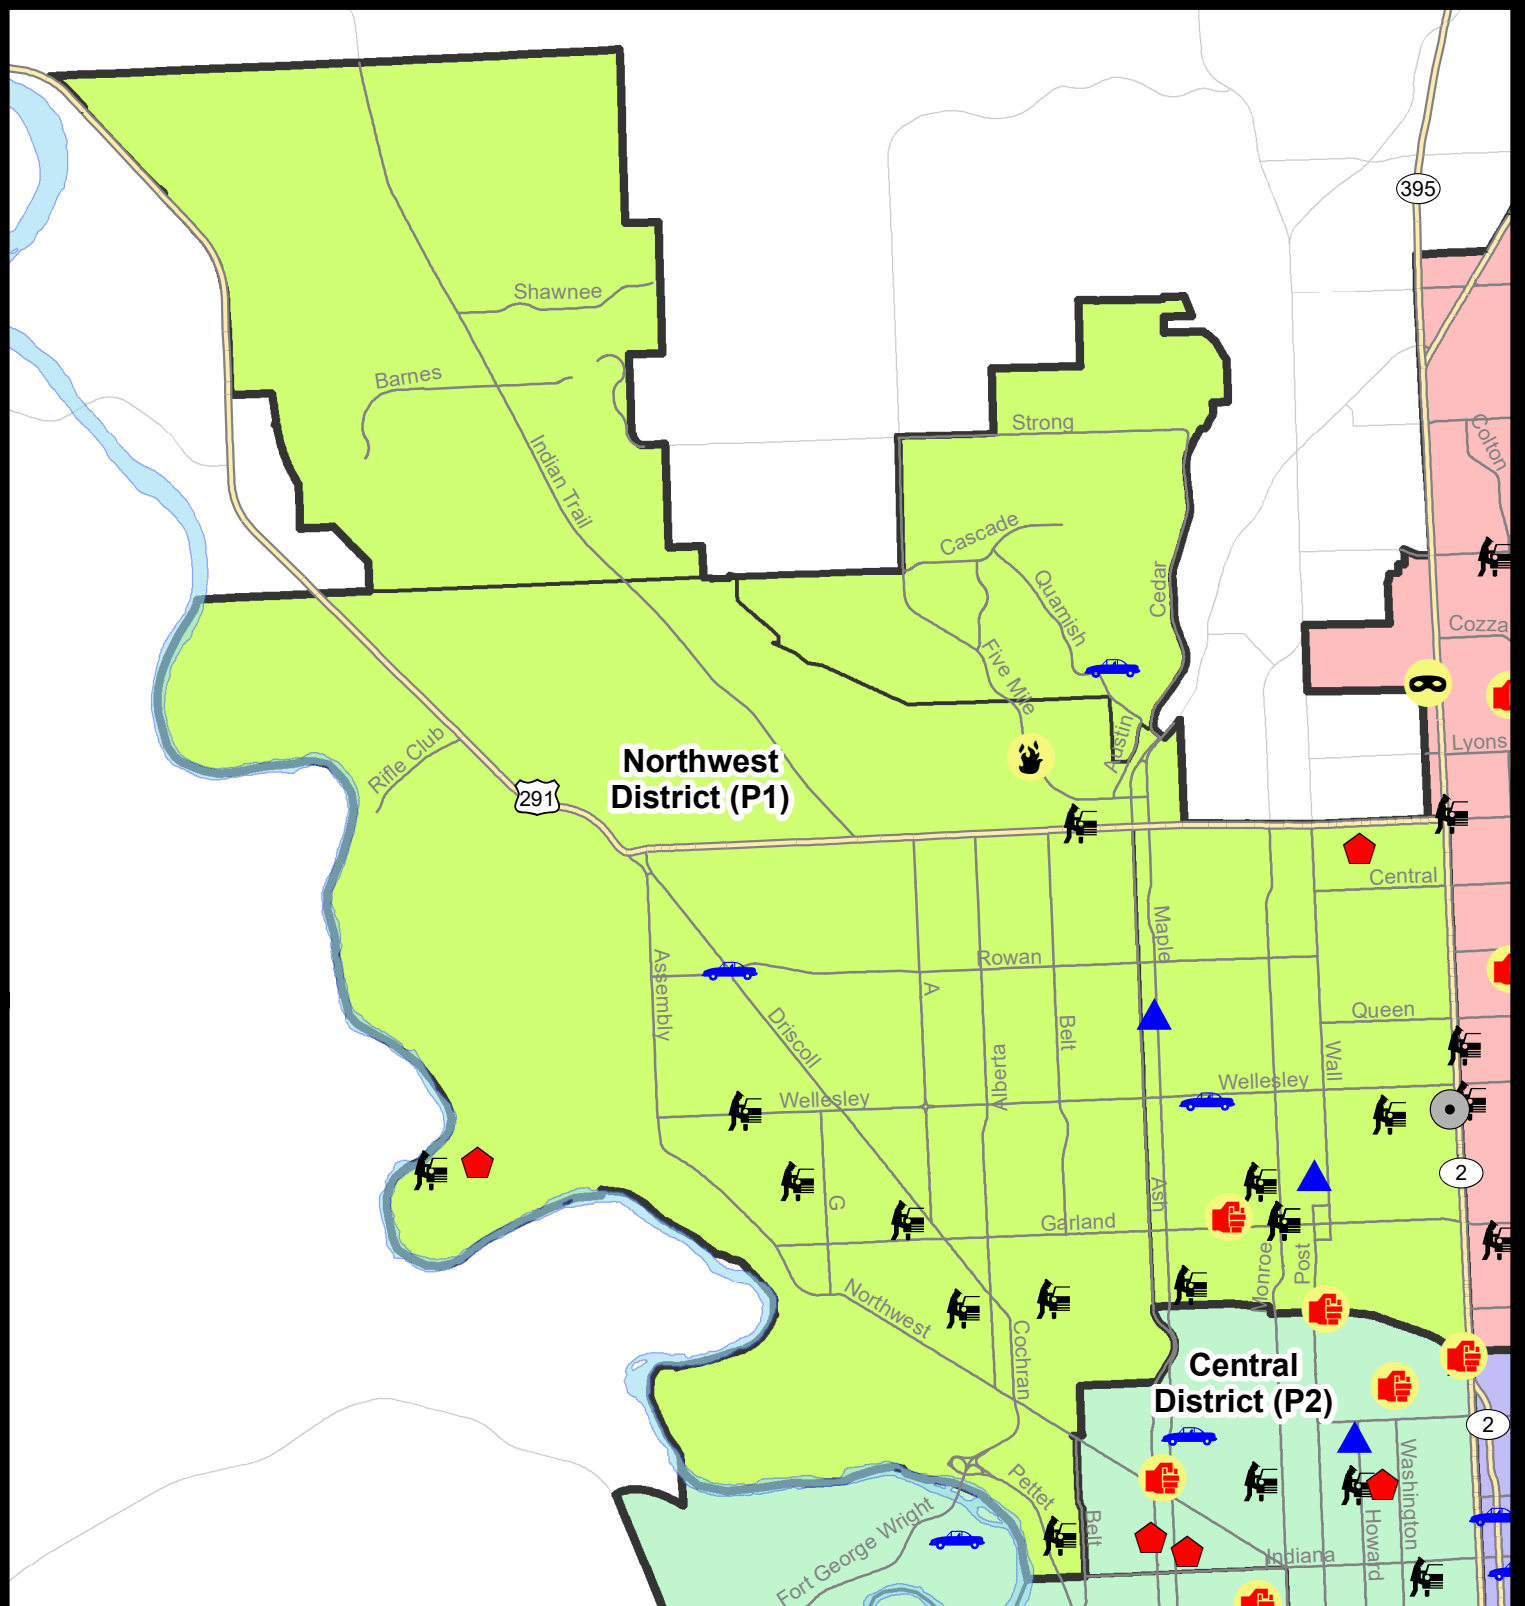 395
Shawnee
Barnes
Strong
Colton
Indian Trail
Cascade
Quamish
Cedar
Cozza
Five Mile
Austin
Lyons
Rifle Club
Northwest
District (P1)
291
Central
Maple
Assembly
Rowan
A
Driscoll
Belt
Queen
Wall
Alberta
Wellesley
Wellesley
2
Ash
G
Garland
Monroe
Post
Northwest
Cochran
Central
District (P2)
2
Washington
Pettet
Belt
Howard
Fort George Wright
Indiana